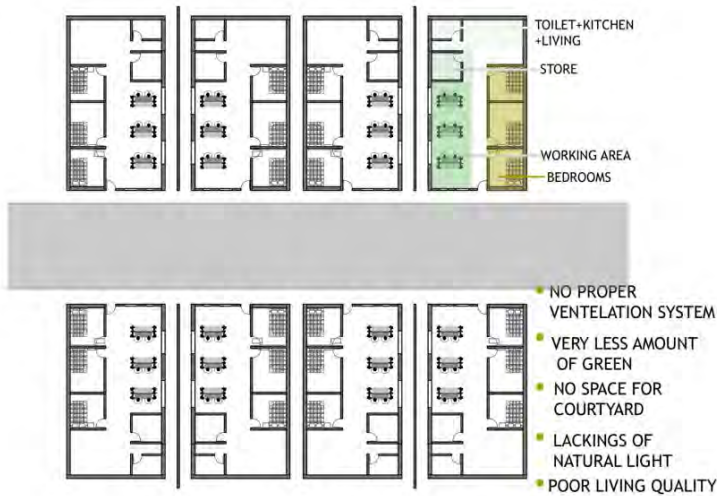 TOILET+KITCHEN
+LIVING
STORE
WORKING AREA
BEDROOMS
NO PROPER
VENTELATION SYSTEM
VERY LESS AMOUNT
OF GREEN
NO SPACE FOR
COURTYARD
LACKINGS OF
NATURAL LIGHT
POOR LIVING QUALITY